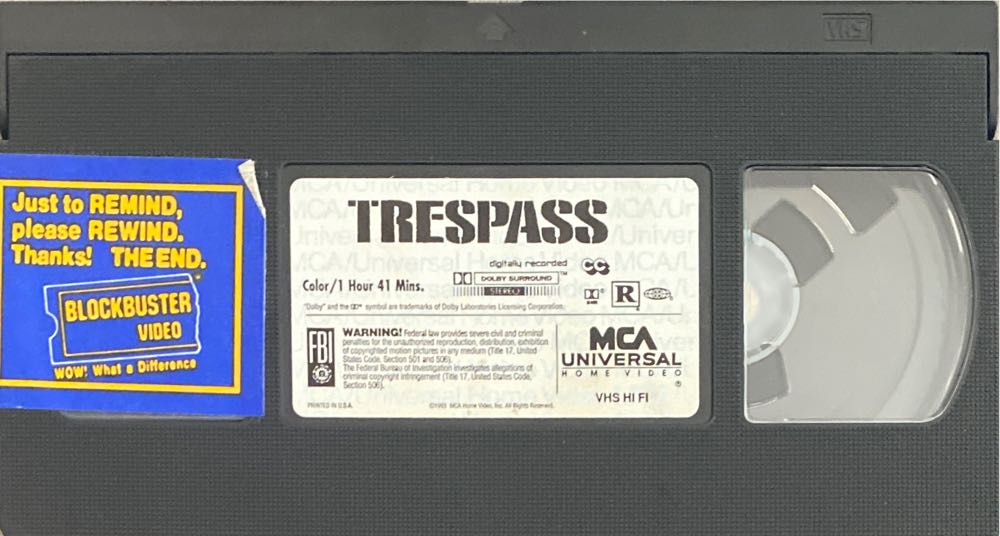 VHS
Just to REMIND,
please REWIND.
Thanks! THE END.
BLOCKBUSTER
VIDEO
WOW! What a Difference
TRESPASS
digitally recorded
CC
Color/1 Hour 41 Mins.
DOLBY SURROUND™
STEREO
R
"Dolby" and the DD symbol are trademarks of Dolby Laboratories Licensing Corporation.
FBI
WARNING! Federal law provides severe civil and criminal
penalties for the unauthorized reproduction, distribution, exhibition
of copyrighted motion pictures in any medium (Title 17, United
States Code, Section 501 and 506).
The Federal Bureau of Investigation investigates allegations of
criminal copyright infringement (Title 17, United States Code,
Section 506).
MCA
UNIVERSAL
HOME VIDEO
®
PRINTED IN U.S.A.
©1993 MCA Home Video, Inc. All Rights Reserved.
VHS HI FI